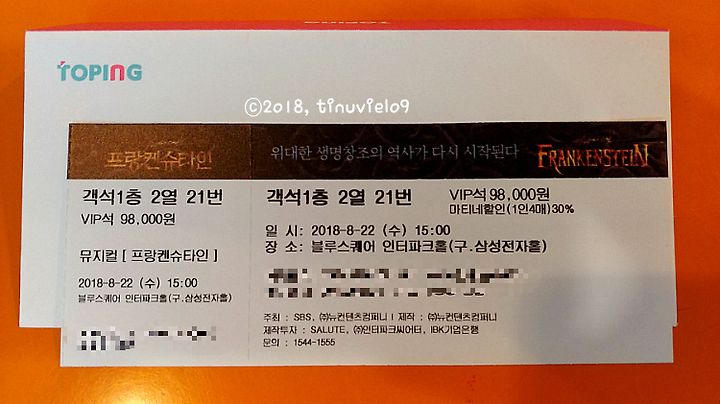 TOPING
ⓒ2018, tinuviel09
프랑켄슈타인
위대한 생명창조의 역사가 다시 시작된다
FRANKENSTEIN
객석1층 2열 21번
VIP석 98,000원
뮤지컬 [ 프랑켄슈타인 ]
2018-8-22 (수) 15:00
블루스퀘어 인터파크홀(구.삼성전자홀)
객석1층 2열 21번
VIP석 98,000원
마티네할인(1인4매)30%
일 시: 2018-8-22 (수) 15:00
장 소: 블루스퀘어 인터파크홀(구.삼성전자홀)
주최 : SBS, ㈜뉴컨텐츠컴퍼니 l 제작 : ㈜뉴컨텐츠컴퍼니
제작투자 : SALUTE, ㈜인터파크씨어터, IBK기업은행
문의 : 1544-1555